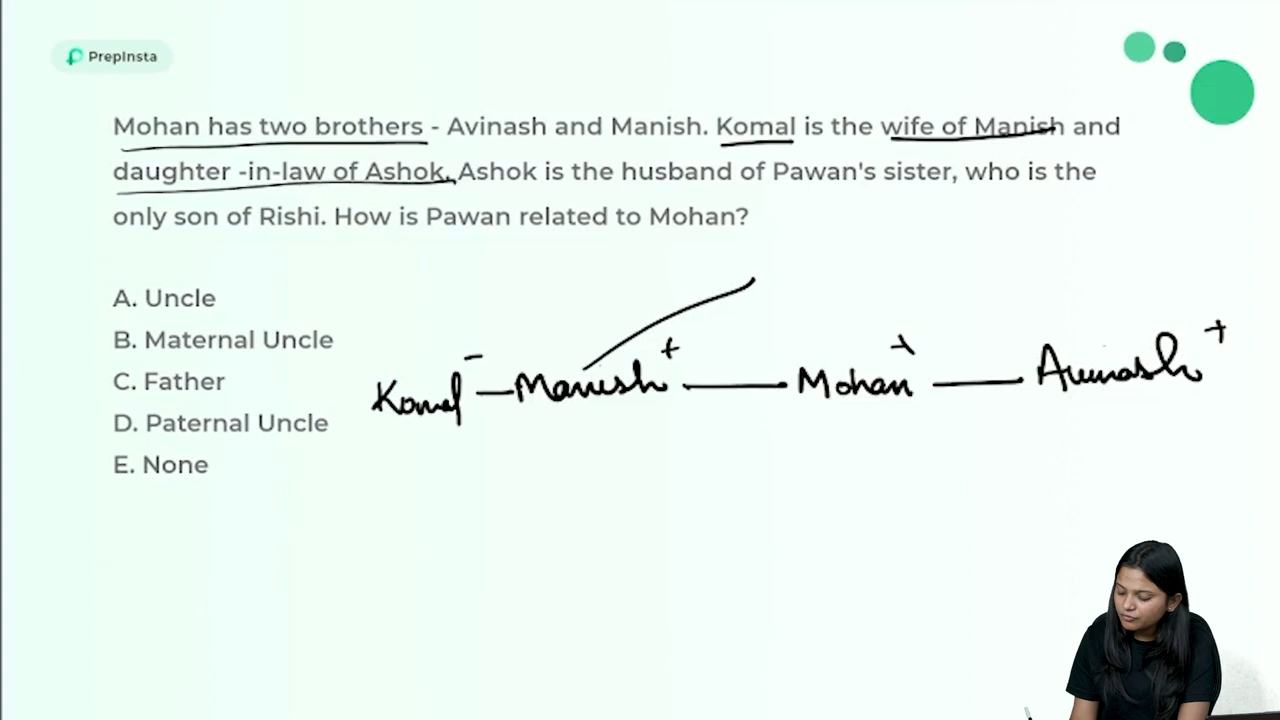 PrepInsta
Mohan has two brothers - Avinash and Manish. Komal is the wife of Manish and
daughter -in-law of Ashok. Ashok is the husband of Pawan's sister, who is the
only son of Rishi. How is Pawan related to Mohan?
A. Uncle
B. Maternal Uncle
C. Father
D. Paternal Uncle
E. None
Komal - — Manish + — Mohan + — Avinash +